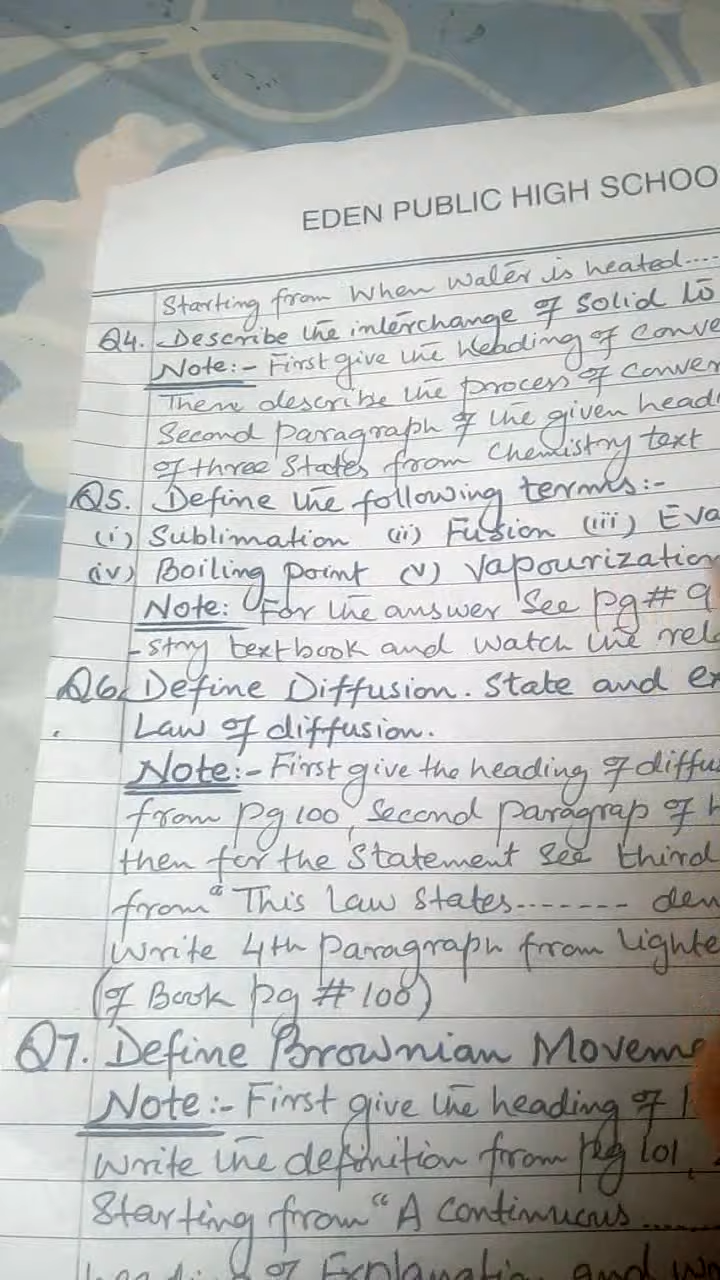 EDEN PUBLIC HIGH SCHOO
Starting from When Water is heated....
Q4. Describe the interchange of Solid to
Note:- First give the Heading of Conve
Then describe the process of Conver
Second paragraph of the given head
of three States from Chemistry text
Q5. Define the following terms:-
(i) Sublimation (ii) Fusion (iii) Eva
(iv) Boiling point (v) Vapourization
Note: For the answer See pg # 9
-stry textbook and watch the rel
Q6. Define Diffusion. State and ex
Law of diffusion.
Note:- First give the heading of diffu
from pg 100, Second paragrap of h
then for the Statement See third
from " This Law States....... den
Write 4th paragraph from lighte
(of Book pg # 100)
Q7. Define Brownian Moveme
Note:- First give the heading of
Write the definition from pg 101,
Starting from "A continuous......
of Explanation and